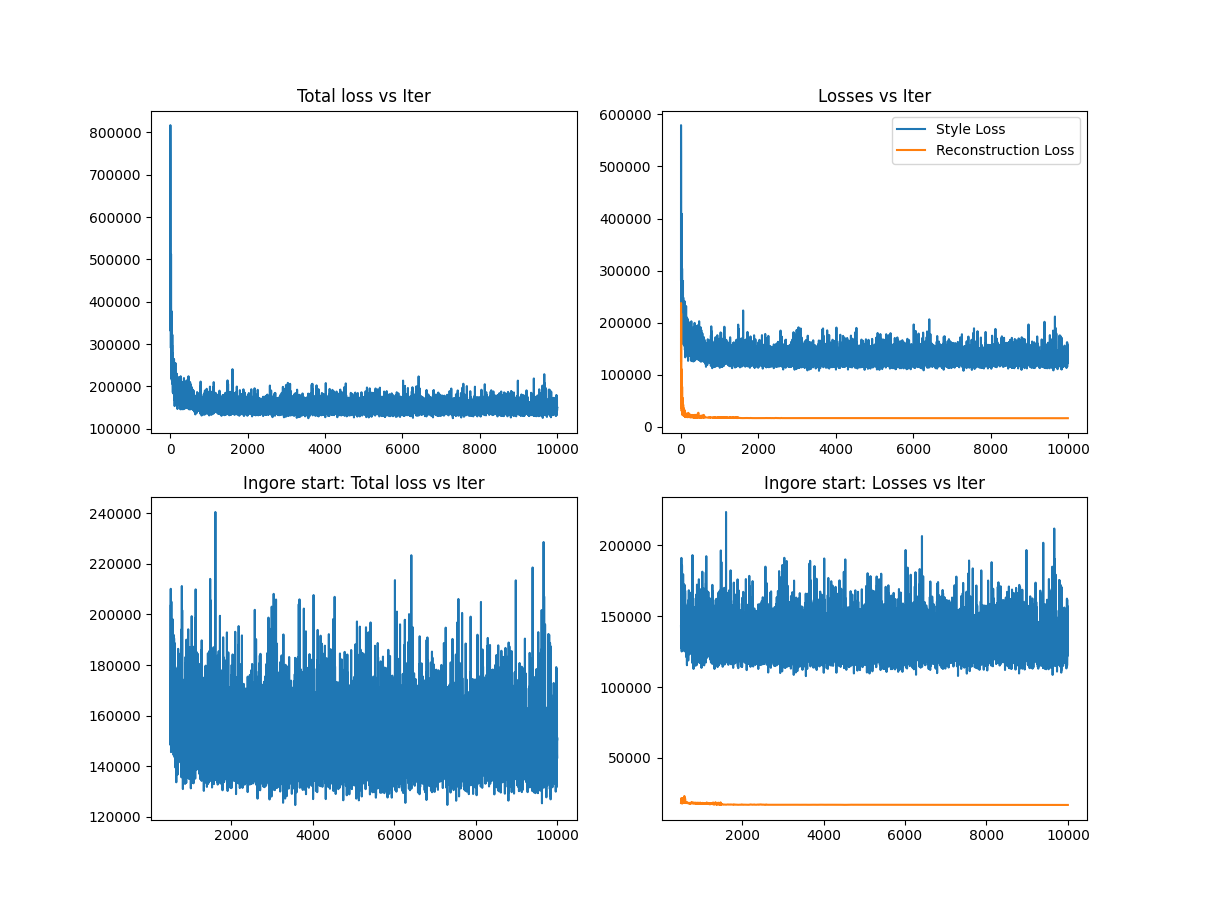 Total loss vs Iter
800000
700000
600000
500000
400000
300000
200000
100000
0 2000 4000 6000 8000 10000
Losses vs Iter
600000
500000
400000
300000
200000
100000
0
Style Loss
Reconstruction Loss
0 2000 4000 6000 8000 10000
Ingore start: Total loss vs Iter
240000
220000
200000
180000
160000
140000
120000
2000 4000 6000 8000 10000
Ingore start: Losses vs Iter
200000
150000
100000
50000
2000 4000 6000 8000 10000